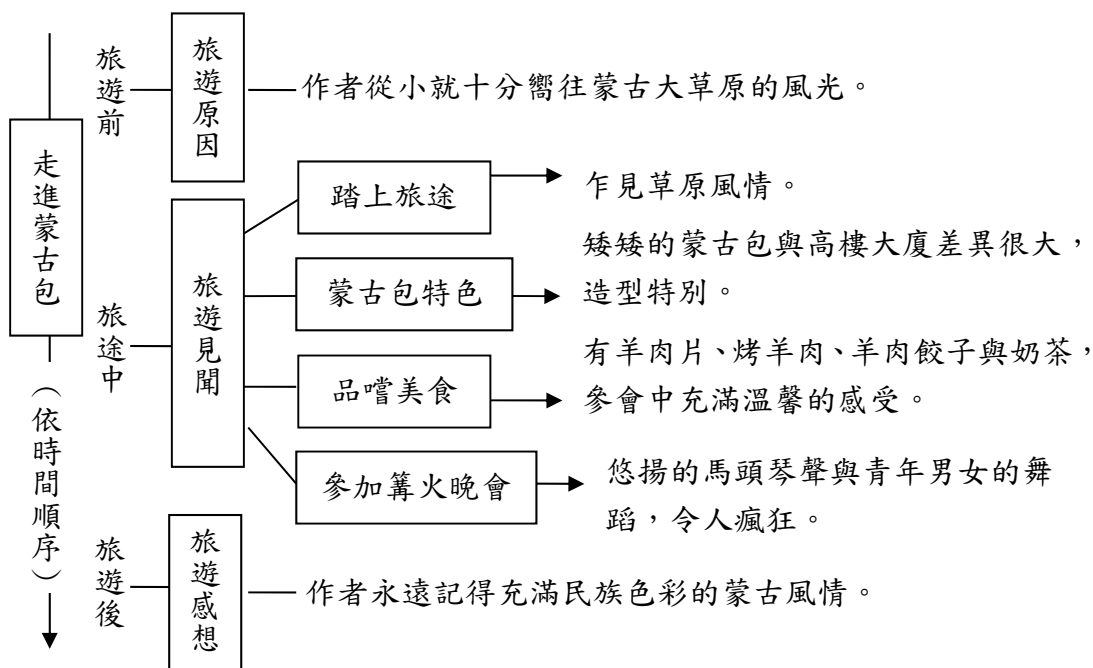 走進蒙古包
（依時間順序）
旅遊前
旅遊原因
作者從小就十分嚮往蒙古大草原的風光。
旅途中
旅遊見聞
踏上旅途
乍見草原風情。
蒙古包特色
矮矮的蒙古包與高樓大廈差異很大，
造型特別。
品嚐美食
有羊肉片、烤羊肉、羊肉餃子與奶茶，
參會中充滿溫馨的感受。
參加篝火晚會
悠揚的馬頭琴聲與青年男女的舞
蹈，令人瘋狂。
旅遊後
旅遊感想
作者永遠記得充滿民族色彩的蒙古風情。